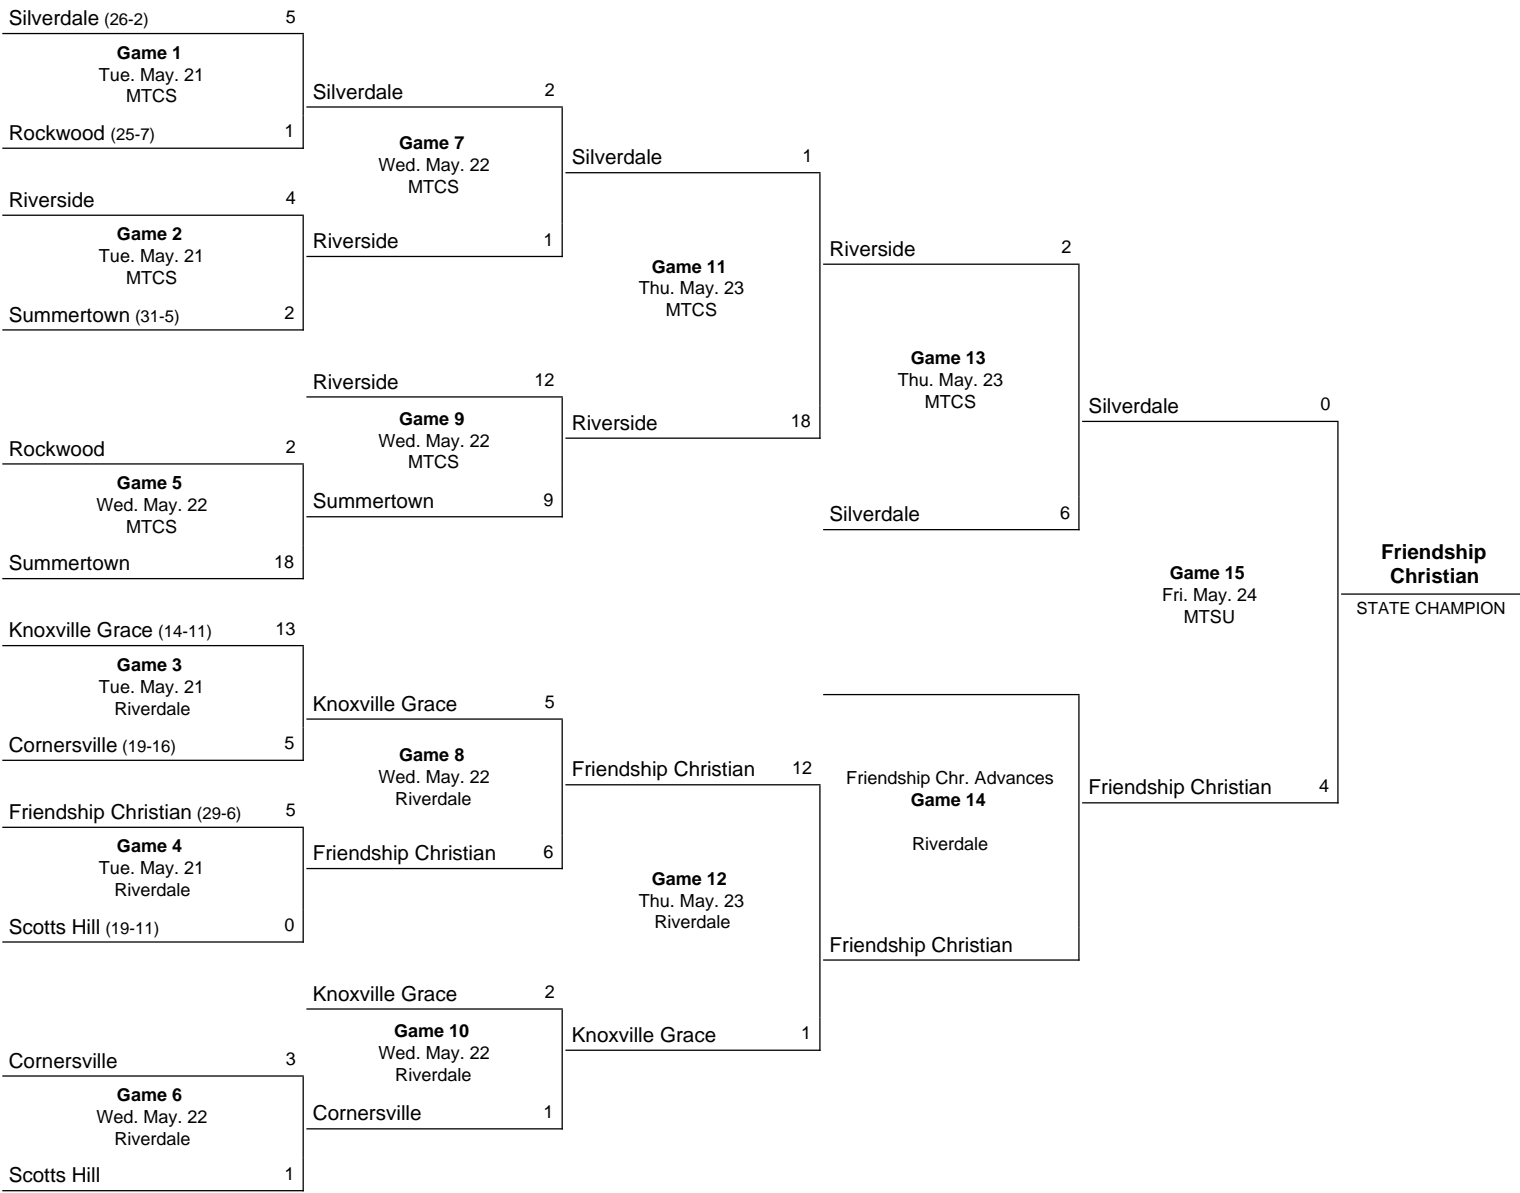 Silverdale (26-2) 5
Game 1
Tue. May. 21
MTCS
Rockwood (25-7) 1
Riverside 4
Game 2
Tue. May. 21
MTCS
Summertown (31-5) 2
Rockwood 2
Game 5
Wed. May. 22
MTCS
Summertown 18
Knoxville Grace (14-11) 13
Game 3
Tue. May. 21
Riverdale
Cornersville (19-16) 5
Friendship Christian (29-6) 5
Game 4
Tue. May. 21
Riverdale
Scotts Hill (19-11) 0
Cornersville 3
Game 6
Wed. May. 22
Riverdale
Scotts Hill 1
Silverdale 2
Game 7
Wed. May. 22
MTCS
Riverside 1
Riverside 12
Game 9
Wed. May. 22
MTCS
Summertown 9
Knoxville Grace 5
Game 8
Wed. May. 22
Riverdale
Friendship Christian 6
Knoxville Grace 2
Game 10
Wed. May. 22
Riverdale
Cornersville 1
Silverdale 1
Game 11
Thu. May. 23
MTCS
Riverside 18
Friendship Christian 12
Game 12
Thu. May. 23
Riverdale
Knoxville Grace 1
Riverside 2
Game 13
Thu. May. 23
MTCS
Silverdale 6
Friendship Chr. Advances
Game 14
Riverdale
Friendship Christian
Silverdale 0
Game 15
Fri. May. 24
MTSU
Friendship Christian 4
Friendship
Christian
STATE CHAMPION